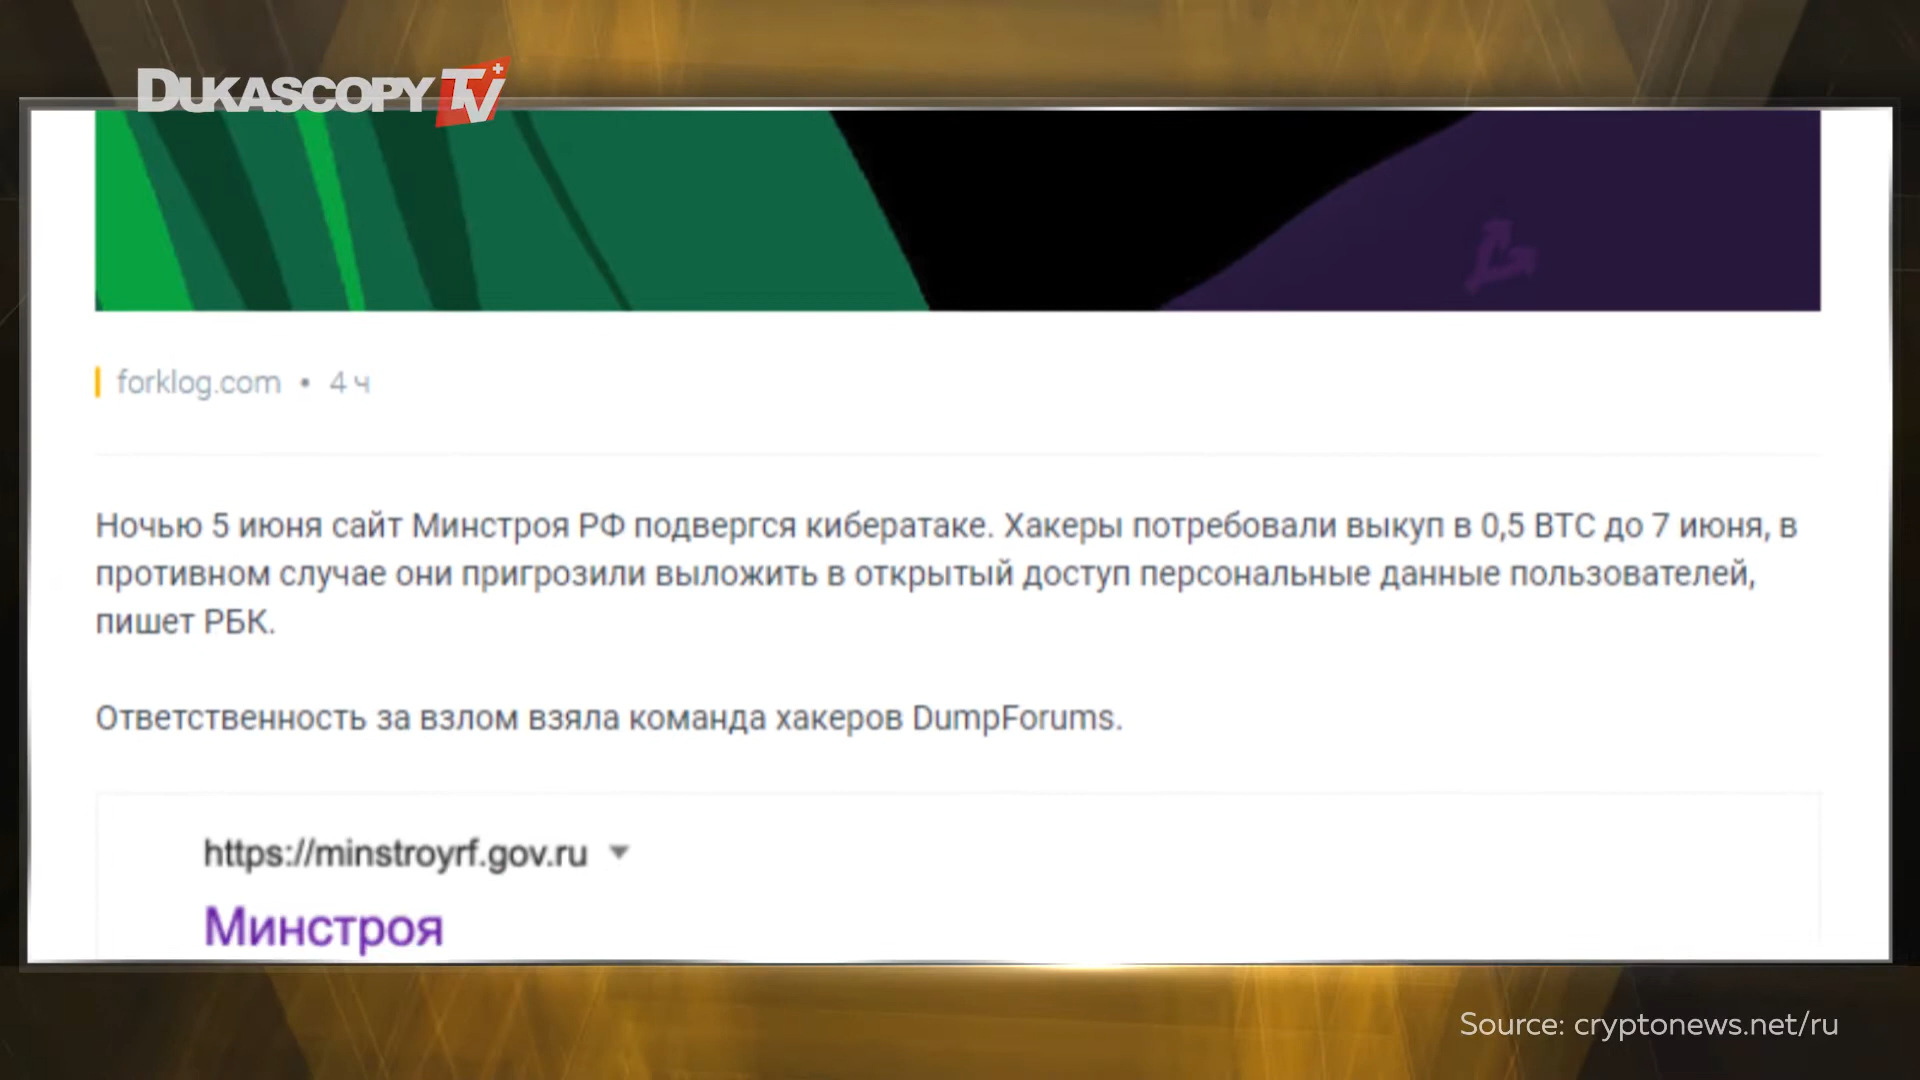 DUKASCOPY TV
forklog.com • 4 ч
Ночью 5 июня сайт Минстроя РФ подвергся кибератаке. Хакеры потребовали выкуп в 0,5 BTC до 7 июня, в
противном случае они пригрозили выложить в открытый доступ персональные данные пользователей,
пишет РБК.
Ответственность за взлом взяла команда хакеров DumpForums.
https://minstroyrf.gov.ru
Минстроя
Source: cryptonews.net/ru